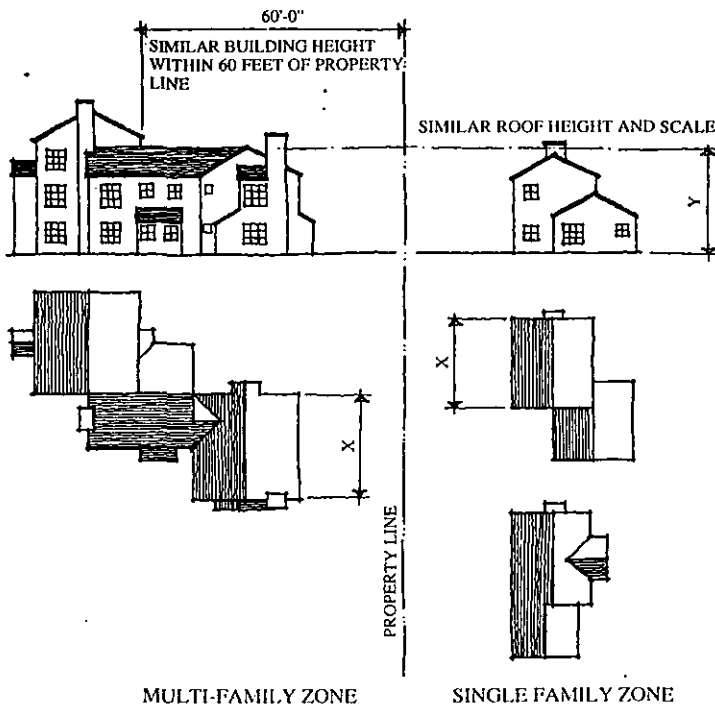 60'-0"
SIMILAR BUILDING HEIGHT
WITHIN 60 FEET OF PROPERTY
LINE
SIMILAR ROOF HEIGHT AND SCALE
Y
X
X
PROPERTY LINE
MULTI-FAMILY ZONE
SINGLE FAMILY ZONE